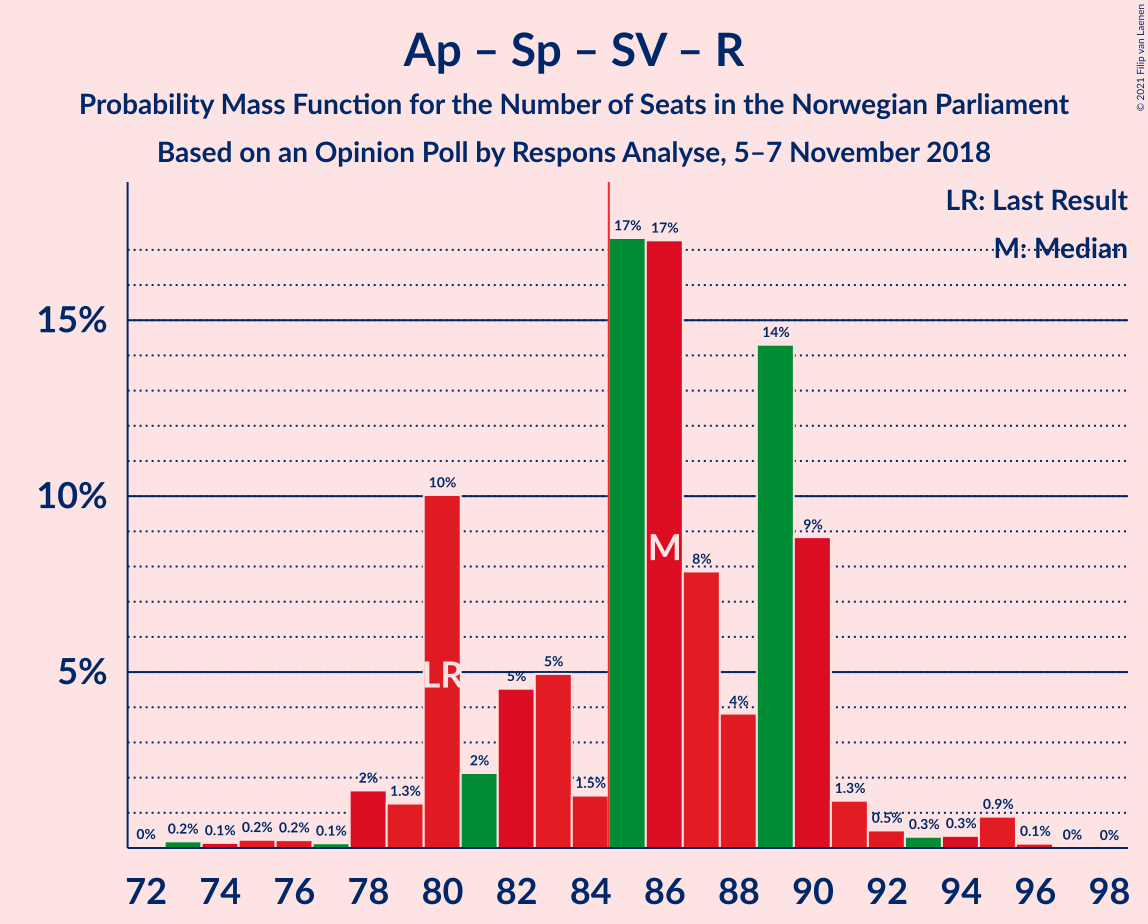 Ap – Sp – SV – R
Probability Mass Function for the Number of Seats in the Norwegian Parliament
Based on an Opinion Poll by Respons Analyse, 5–7 November 2018
© 2021 Filip van Laenen
LR: Last Result
M: Median
17% 17%
15%
14%
10%
10%
9%
M
8%
5%
LR
5%
5%
4%
2%
2%
1.5%
1.3%
1.3%
0.9%
0.5%
0% 0.2% 0.1% 0.2% 0.2% 0.1%
0.3% 0.3% 0.1% 0% 0%
72 74 76 78 80 82 84 86 88 90 92 94 96 98